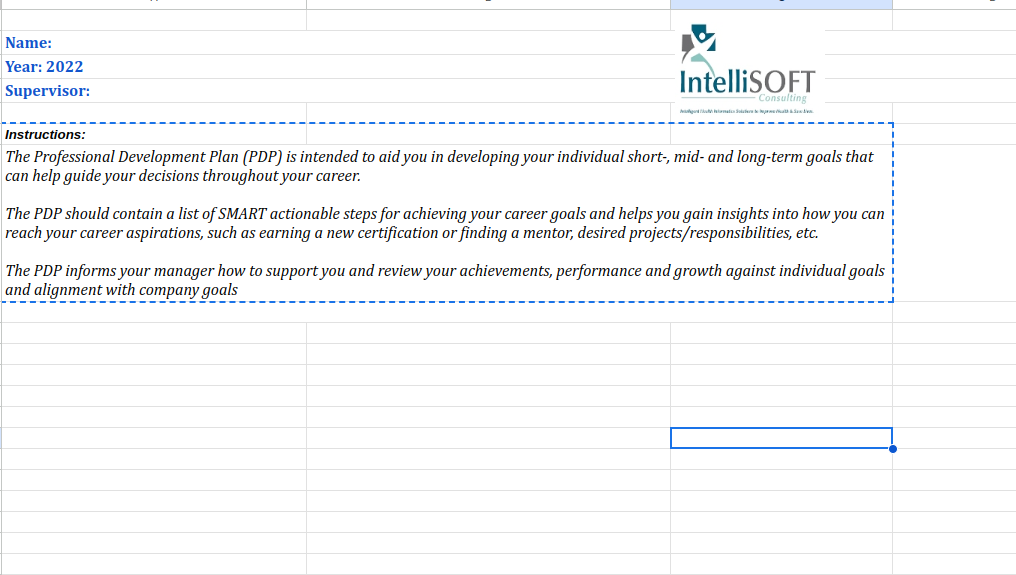 Name:
Year: 2022
Supervisor:
IntelliSOFT
Consulting
Instructions:
The Professional Development Plan (PDP) is intended to aid you in developing your individual short-, mid- and long-term goals that
can help guide your decisions throughout your career.
The PDP should contain a list of SMART actionable steps for achieving your career goals and helps you gain insights into how you can
reach your career aspirations, such as earning a new certification or finding a mentor, desired projects/responsibilities, etc.
The PDP informs your manager how to support you and review your achievements, performance and growth against individual goals
and alignment with company goals